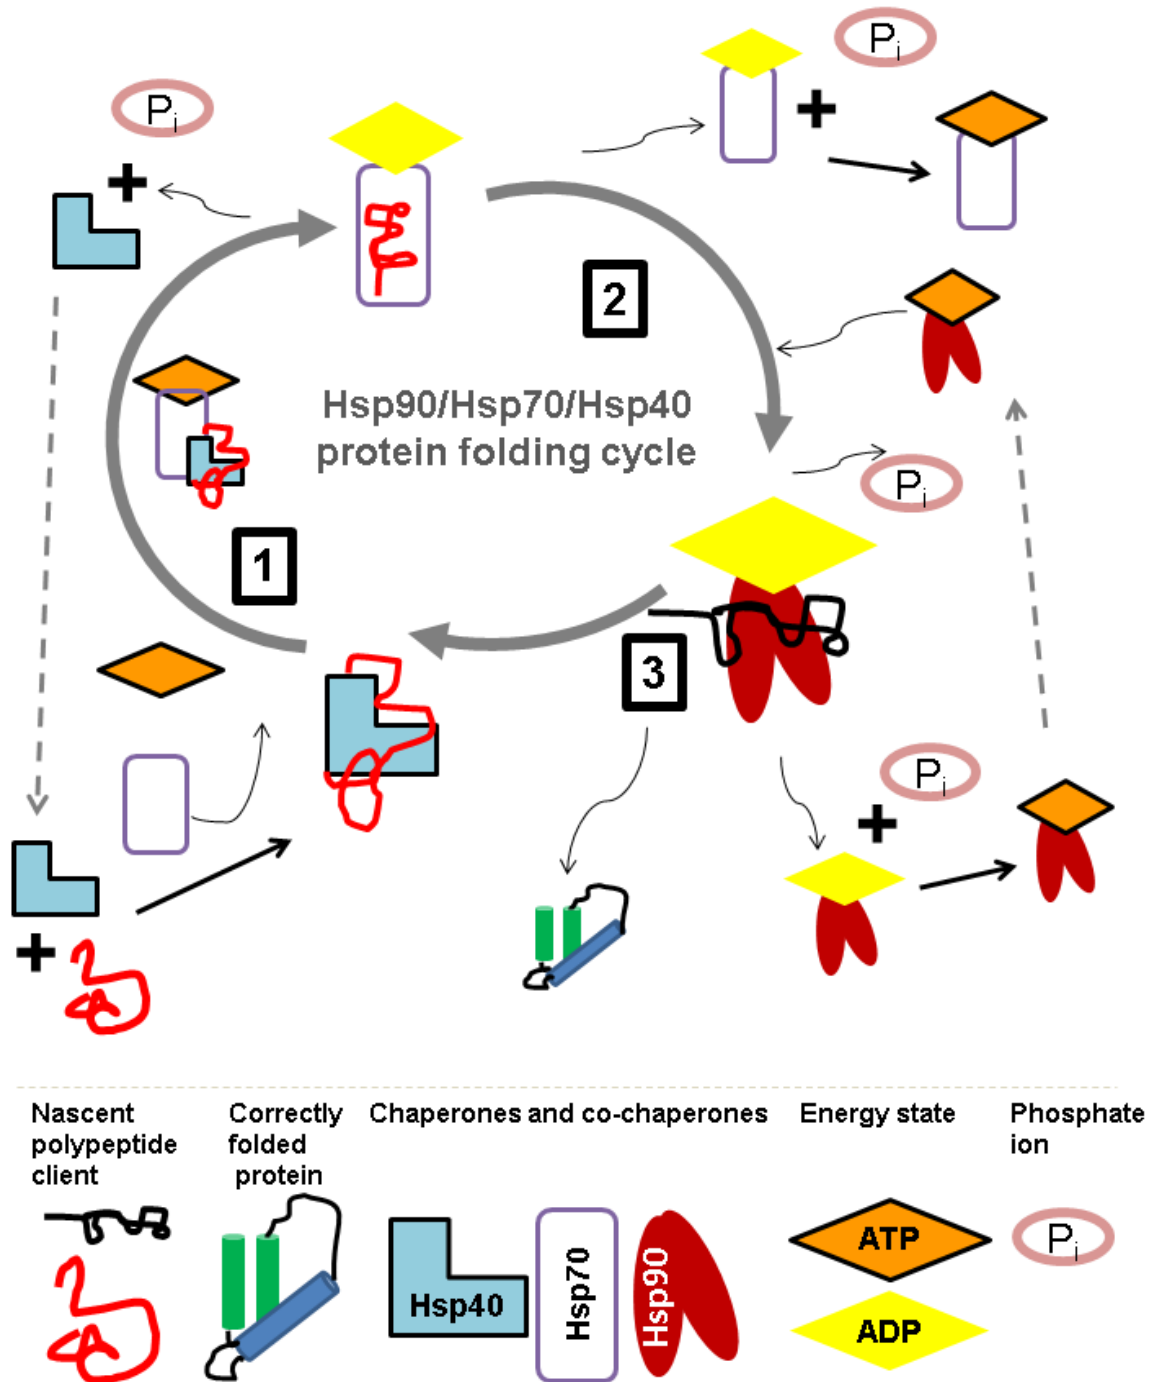 Pi
Pi
2
Hsp90/Hsp70/Hsp40
protein folding cycle
Pi
1
3
Pi
Nascent
polypeptide
client
Correctly
folded
protein
Chaperones and co-chaperones
Energy state
Phosphate
ion
Hsp40
Hsp70
Hsp90
ATP
ADP
Pi